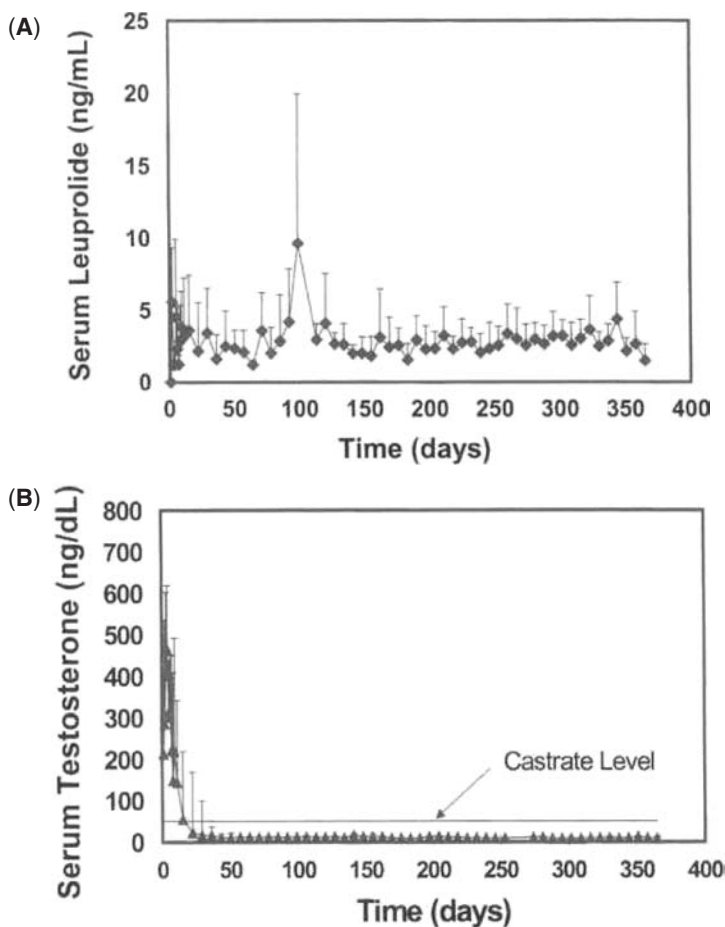 (A)
Serum Leuprolide (ng/mL)
25
20
15
10
5
0
0 50 100 150 200 250 300 350 400
Time (days)
(B)
Serum Testosterone (ng/dL)
800
700
600
500
400
300
200
100
0
Castrate Level
0 50 100 150 200 250 300 350 400
Time (days)